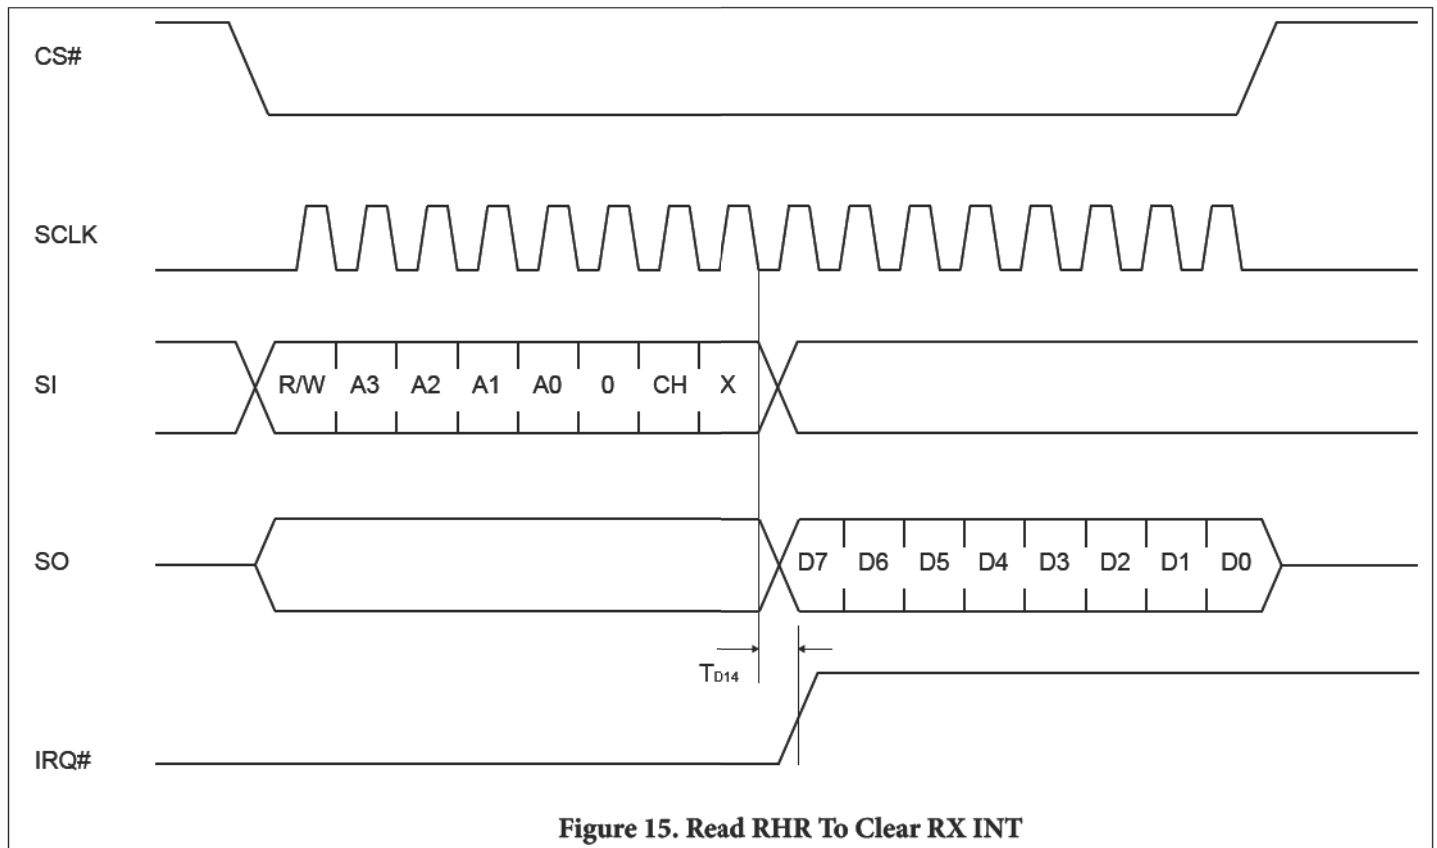 CS#
SCLK
SI R/W A3 A2 A1 A0 0 CH X
SO D7 D6 D5 D4 D3 D2 D1 D0
TD14
IRQ#
Figure 15. Read RHR To Clear RX INT